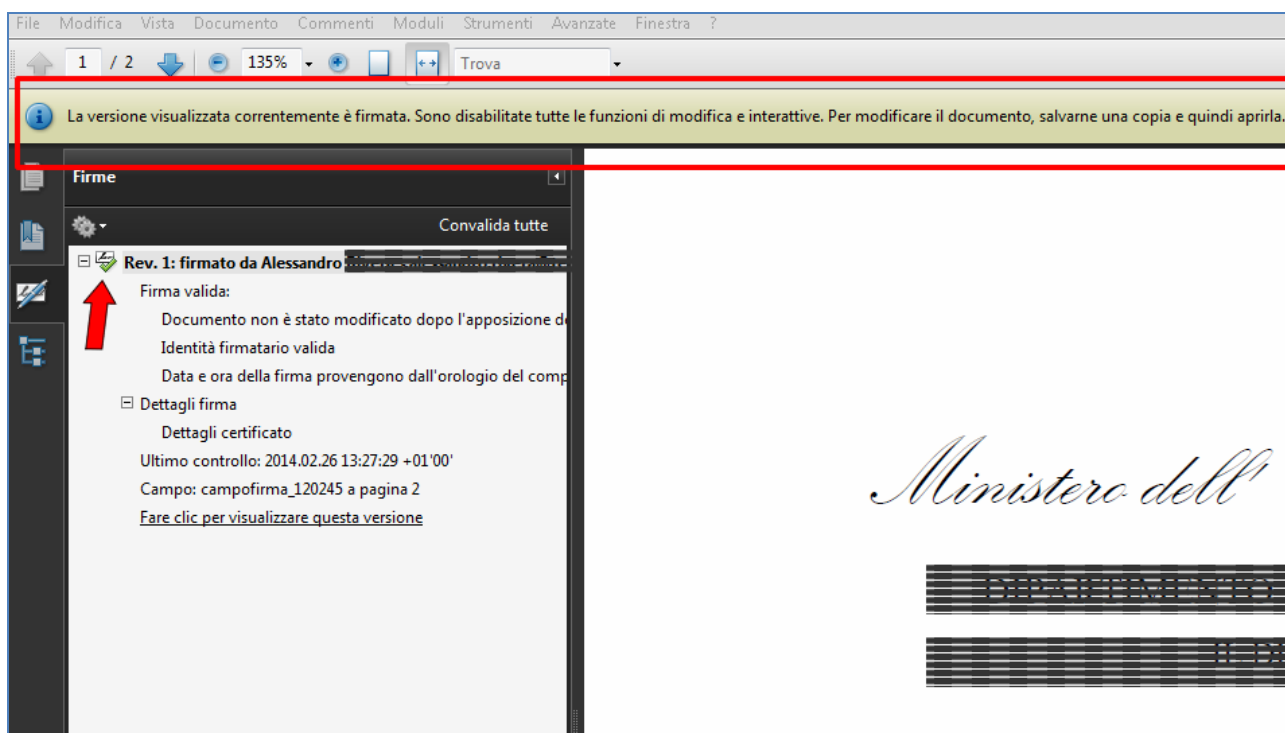 File Modifica Vista Documento Commenti Moduli Strumenti Avanzate Finestra ?
1 / 2 135% Trova
La versione visualizzata correntemente è firmata. Sono disabilitate tutte le funzioni di modifica e interattive. Per modificare il documento, salvarne una copia e quindi aprirla.
Firme
Convalida tutte
Rev. 1: firmato da Alessandro
Firma valida:
Documento non è stato modificato dopo l'apposizione
Identità firmatario valida
Data e ora della firma provengono dall'orologio del
Dettagli firma
Dettagli certificato
Ultimo controllo: 2014.02.26 13:27:29 +01'00'
Campo: campofirma_120245 a pagina 2
Fare clic per visualizzare questa versione
Ministero dell'
DIPARTIMENTO